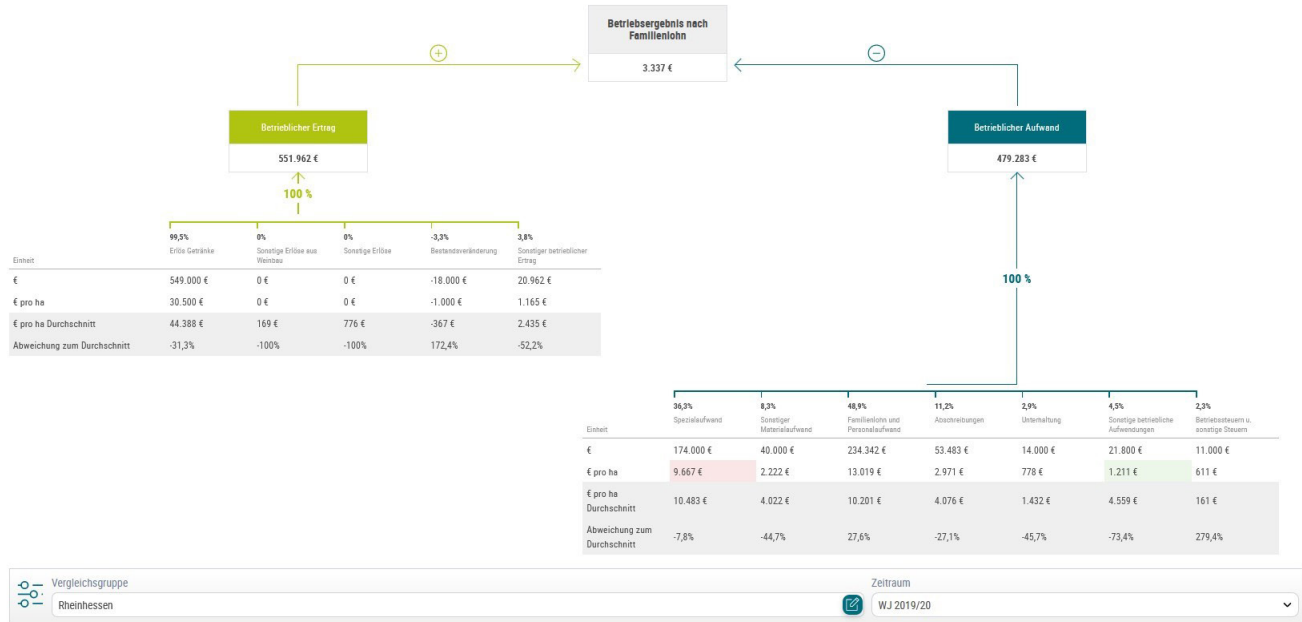 Betriebsergebnis nach
Familienlohn
3.337 €
Betrieblicher Ertrag
551.962 €
100 %
Betrieblicher Aufwand
479.283 €
99,5% 0% 0% -3,3% 3,8%
Einheit Erlös Getränke Sonstige Erlöse aus Weinbau Sonstige Erlöse Bestandsveränderung Sonstiger betrieblicher Ertrag
€ 549.000 € 0 € 0 € -18.000 € 20.962 €
€ pro ha 30.500 € 0 € 0 € -1.000 € 1.165 €
€ pro ha Durchschnitt 44.388 € 169 € 776 € -367 € 2.435 €
Abweichung zum Durchschnitt -31,3% -100% -100% 172,4% -52,2%
100 %
36,3% 8,3% 48,9% 11,2% 2,9% 4,5% 2,3%
Einheit Spezialaufwand Sonstiger Materialaufwand Familienlohn und Personalaufwand Abschreibungen Unterhaltung Sonstige betriebliche Aufwendungen Betriebssteuern u. sonstige Steuern
€ 174.000 € 40.000 € 234.342 € 53.483 € 14.000 € 21.800 € 11.000 €
€ pro ha 9.667 € 2.222 € 13.019 € 2.971 € 778 € 1.211 € 611 €
€ pro ha Durchschnitt 10.483 € 4.022 € 10.201 € 4.076 € 1.432 € 4.559 € 161 €
Abweichung zum Durchschnitt -7,8% -44,7% 27,6% -27,1% -45,7% -73,4% 279,4%
Vergleichsgruppe Zeitraum
Rheinhessen WJ 2019/20